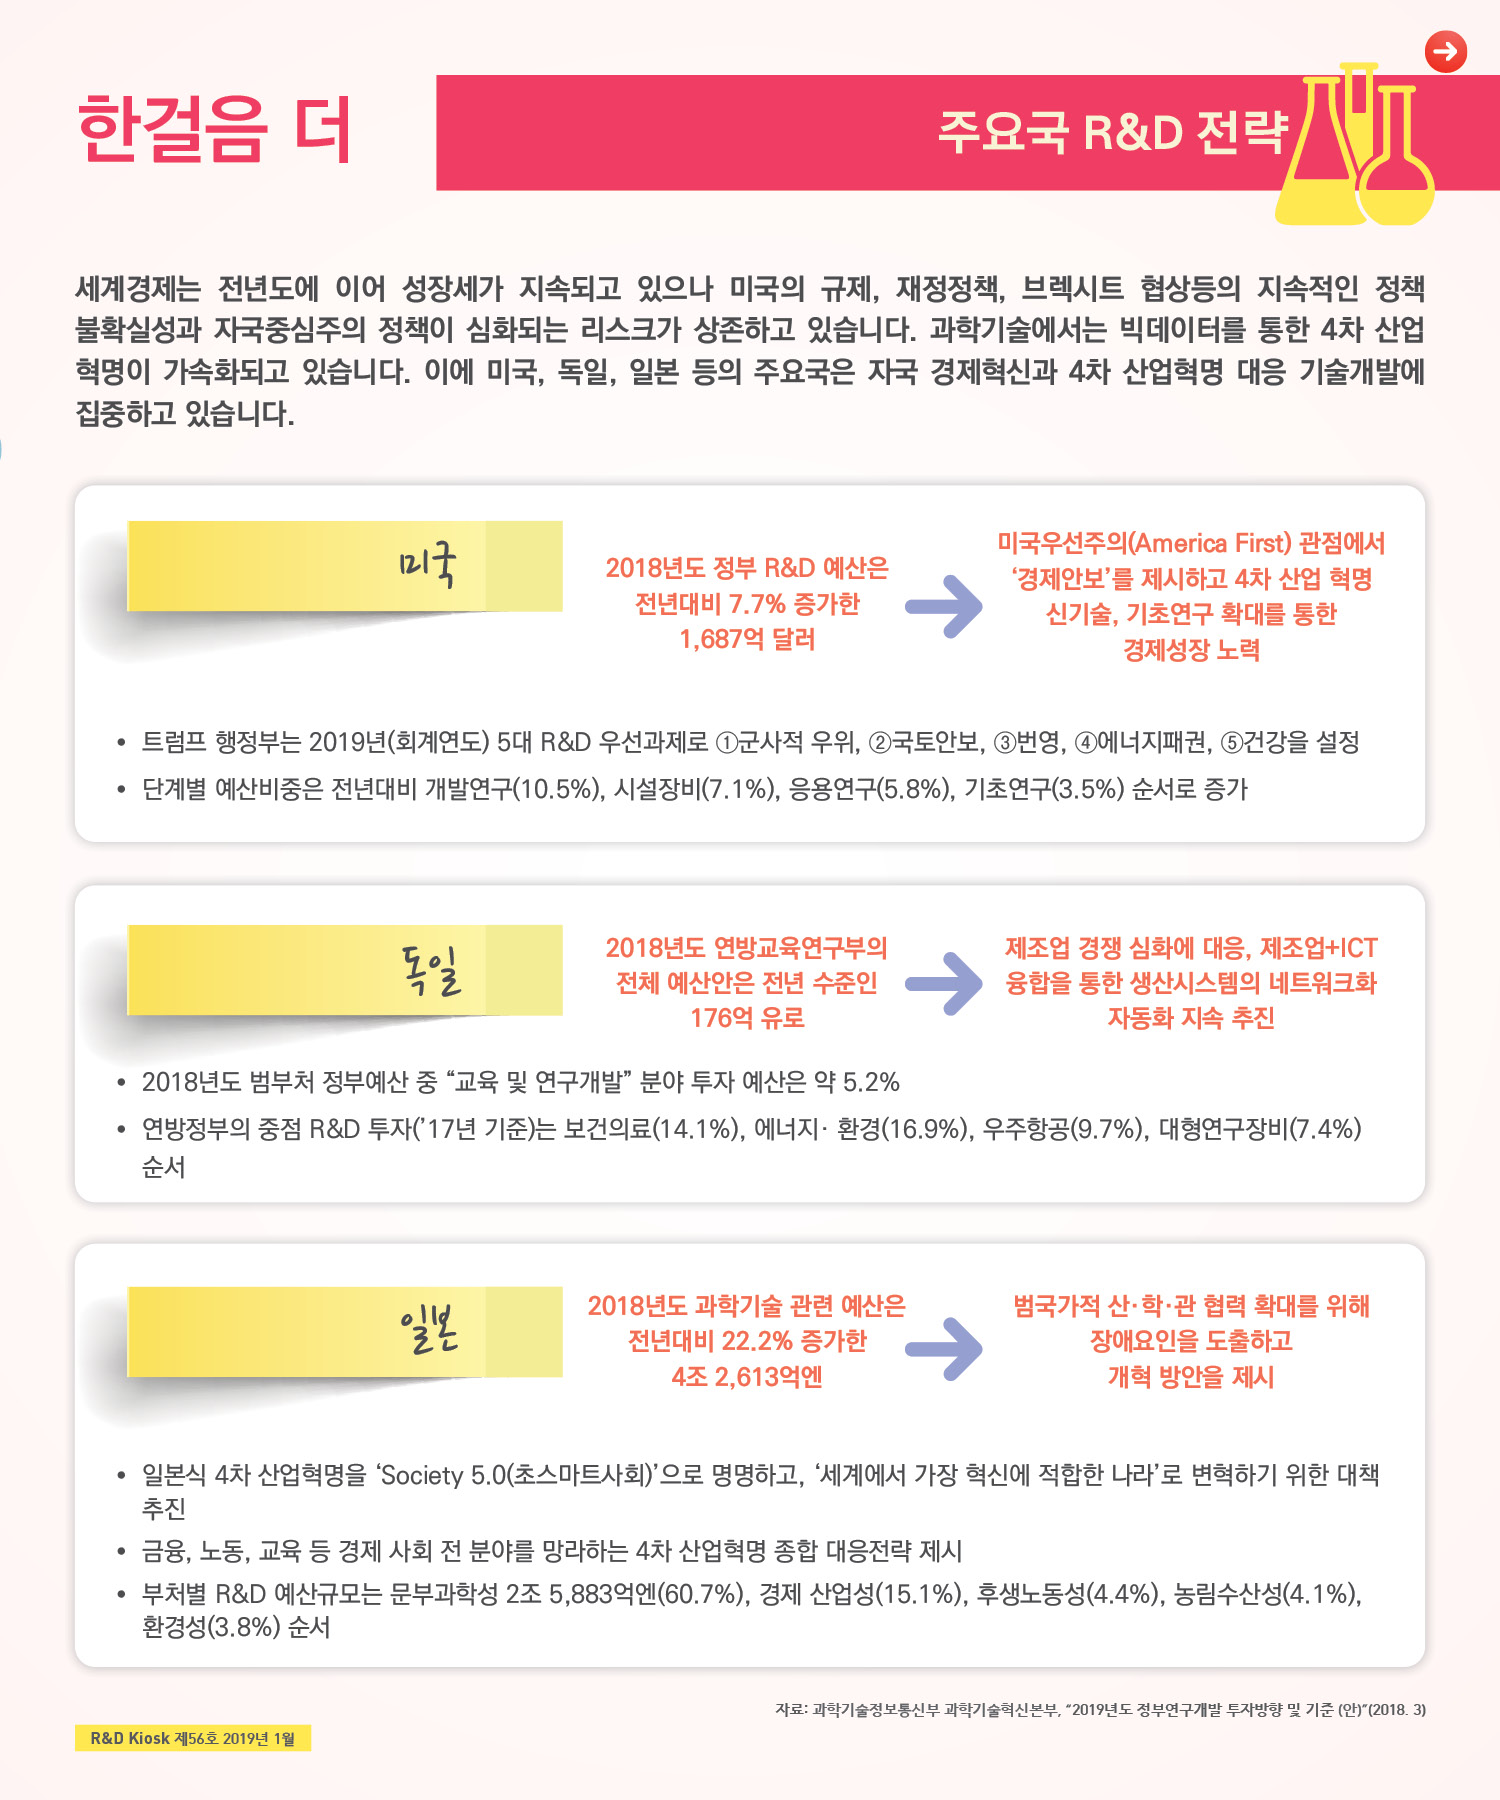 한걸음 더
주요국 R&D 전략
세계경제는 전년도에 이어 성장세가 지속되고 있으나 미국의 규제, 재정정책, 브렉시트 협상등의 지속적인 정책
불확실성과 자국중심주의 정책이 심화되는 리스크가 상존하고 있습니다. 과학기술에서는 빅데이터를 통한 4차 산업
혁명이 가속화되고 있습니다. 이에 미국, 독일, 일본 등의 주요국은 자국 경제혁신과 4차 산업혁명 대응 기술개발에
집중하고 있습니다.
미국
2018년도 정부 R&D 예산은
전년대비 7.7% 증가한
1,687억 달러
미국우선주의(America First) 관점에서
‘경제안보’를 제시하고 4차 산업 혁명
신기술, 기초연구 확대를 통한
경제성장 노력
• 트럼프 행정부는 2019년(회계연도) 5대 R&D 우선과제로 ①군사적 우위, ②국토안보, ③번영, ④에너지패권, ⑤건강을 설정
• 단계별 예산비중은 전년대비 개발연구(10.5%), 시설장비(7.1%), 응용연구(5.8%), 기초연구(3.5%) 순서로 증가
독일
2018년도 연방교육연구부의
전체 예산안은 전년 수준인
176억 유로
제조업 경쟁 심화에 대응, 제조업+ICT
융합을 통한 생산시스템의 네트워크화
자동화 지속 추진
• 2018년도 범부처 정부예산 중 “교육 및 연구개발” 분야 투자 예산은 약 5.2%
• 연방정부의 중점 R&D 투자(’17년 기준)는 보건의료(14.1%), 에너지· 환경(16.9%), 우주항공(9.7%), 대형연구장비(7.4%)
순서
일본
2018년도 과학기술 관련 예산은
전년대비 22.2% 증가한
4조 2,613억엔
범국가적 산·학·관 협력 확대를 위해
장애요인을 도출하고
개혁 방안을 제시
• 일본식 4차 산업혁명을 ‘Society 5.0(초스마트사회)’으로 명명하고, ‘세계에서 가장 혁신에 적합한 나라’로 변혁하기 위한 대책
추진
• 금융, 노동, 교육 등 경제 사회 전 분야를 망라하는 4차 산업혁명 종합 대응전략 제시
• 부처별 R&D 예산규모는 문부과학성 2조 5,883억엔(60.7%), 경제 산업성(15.1%), 후생노동성(4.4%), 농림수산성(4.1%),
환경성(3.8%) 순서
자료: 과학기술정보통신부 과학기술혁신본부, “2019년도 정부연구개발 투자방향 및 기준 (안)”(2018. 3)
R&D Kiosk 제56호 2019년 1월